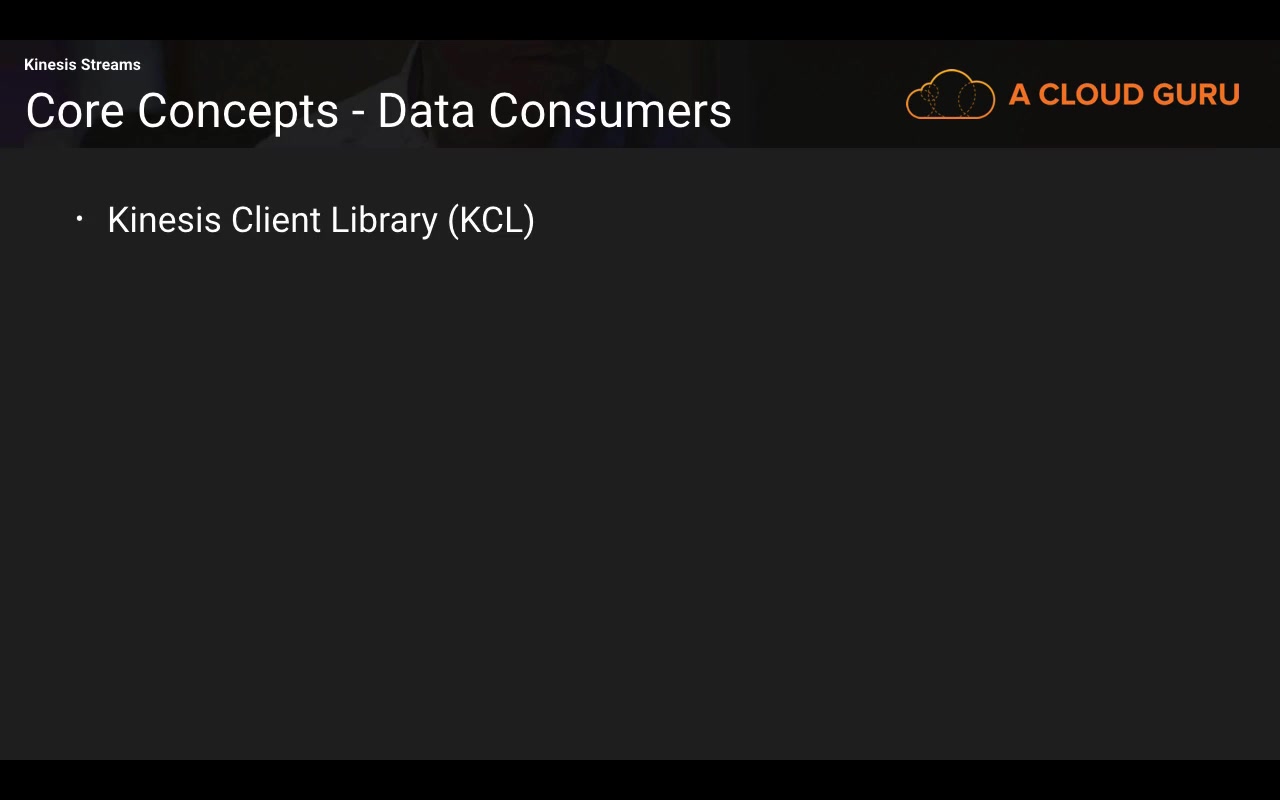 Kinesis Streams
Core Concepts - Data Consumers
A CLOUD GURU
• Kinesis Client Library (KCL)